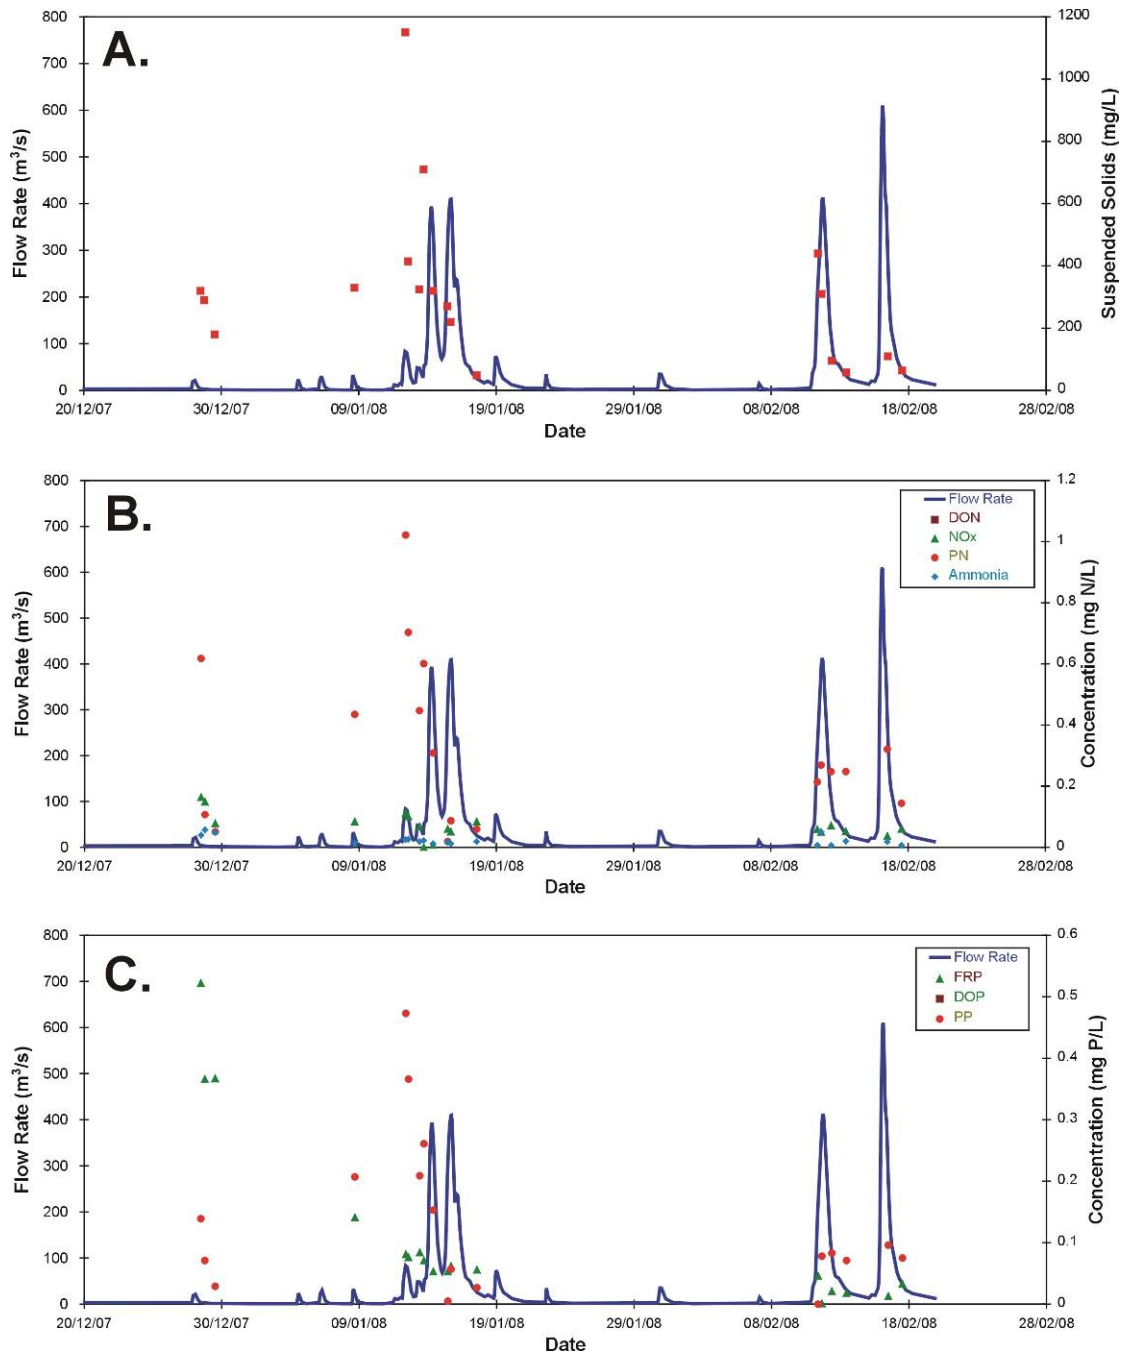 A.
800
700
600
500
400
300
200
100
0
Flow Rate (m³/s)
1200
1000
800
600
400
200
0
Suspended Solids (mg/L)
20/12/07 30/12/07 09/01/08 19/01/08 29/01/08 08/02/08 18/02/08 28/02/08
Date
B.
800
700
600
500
400
300
200
100
0
Flow Rate (m³/s)
Flow Rate
DON
NOx
PN
Ammonia
1.2
1
0.8
0.6
0.4
0.2
0
Concentration (mg N/L)
20/12/07 30/12/07 09/01/08 19/01/08 29/01/08 08/02/08 18/02/08 28/02/08
Date
C.
800
700
600
500
400
300
200
100
0
Flow Rate (m³/s)
Flow Rate
FRP
DOP
PP
0.6
0.5
0.4
0.3
0.2
0.1
0
Concentration (mg P/L)
20/12/07 30/12/07 09/01/08 19/01/08 29/01/08 08/02/08 18/02/08 28/02/08
Date